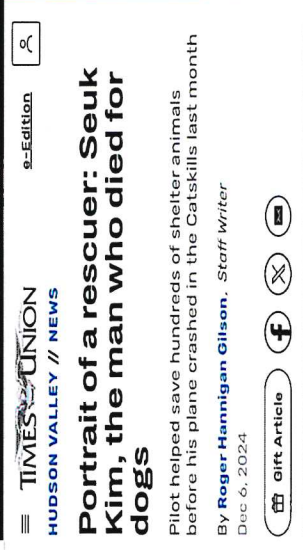 TIMES UNION
e-Edition
HUDSON VALLEY // NEWS
Portrait of a rescuer: Seuk
Kim, the man who died for
dogs
Pilot helped save hundreds of shelter animals
before his plane crashed in the Catskills last month
By Roger Hannigan Gilson, Staff Writer
Dec 6, 2024
Gift Article